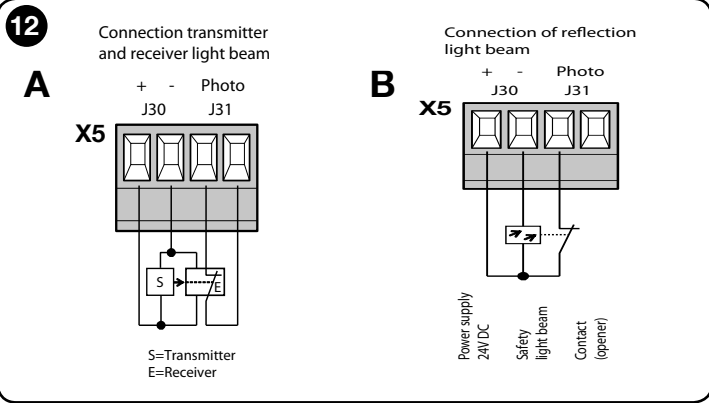 12
Connection transmitter
and receiver light beam
A
+ - Photo
J30 J31
X5
S
E
S=Transmitter
E=Receiver
Connection of reflection
light beam
B
+ - Photo
J30 J31
X5
Power supply
24V DC
Safety
light beam
Contact
(opener)